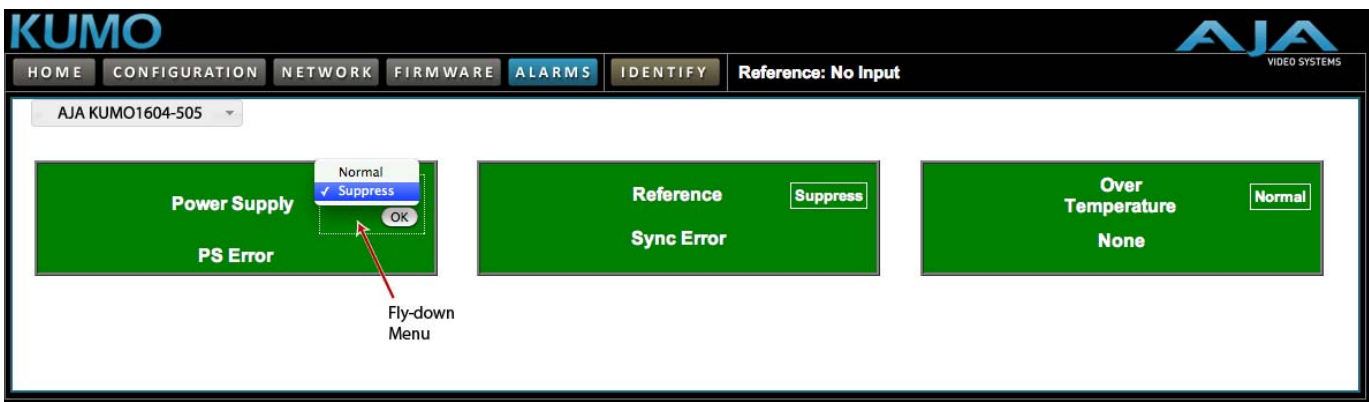 KUMO
AJA
VIDEO SYSTEMS
HOME CONFIGURATION NETWORK FIRMWARE ALARMS IDENTIFY Reference: No Input
AJA KUMO1604-505
Normal
✓ Suppress
OK
Power Supply
PS Error
Reference
Suppress
Sync Error
Over
Temperature
Normal
None
Fly-down
Menu